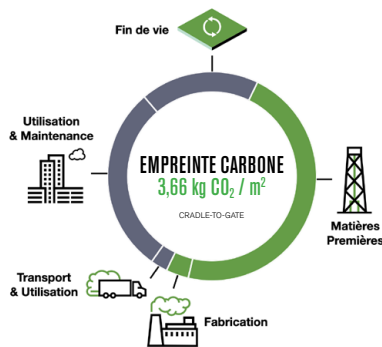 Fin de vie
Utilisation
& Maintenance
EMPREINTE CARBONE
3,66 kg CO₂ / m²
CRADLE-TO-GATE
Matières
Premières
Transport
& Utilisation
Fabrication